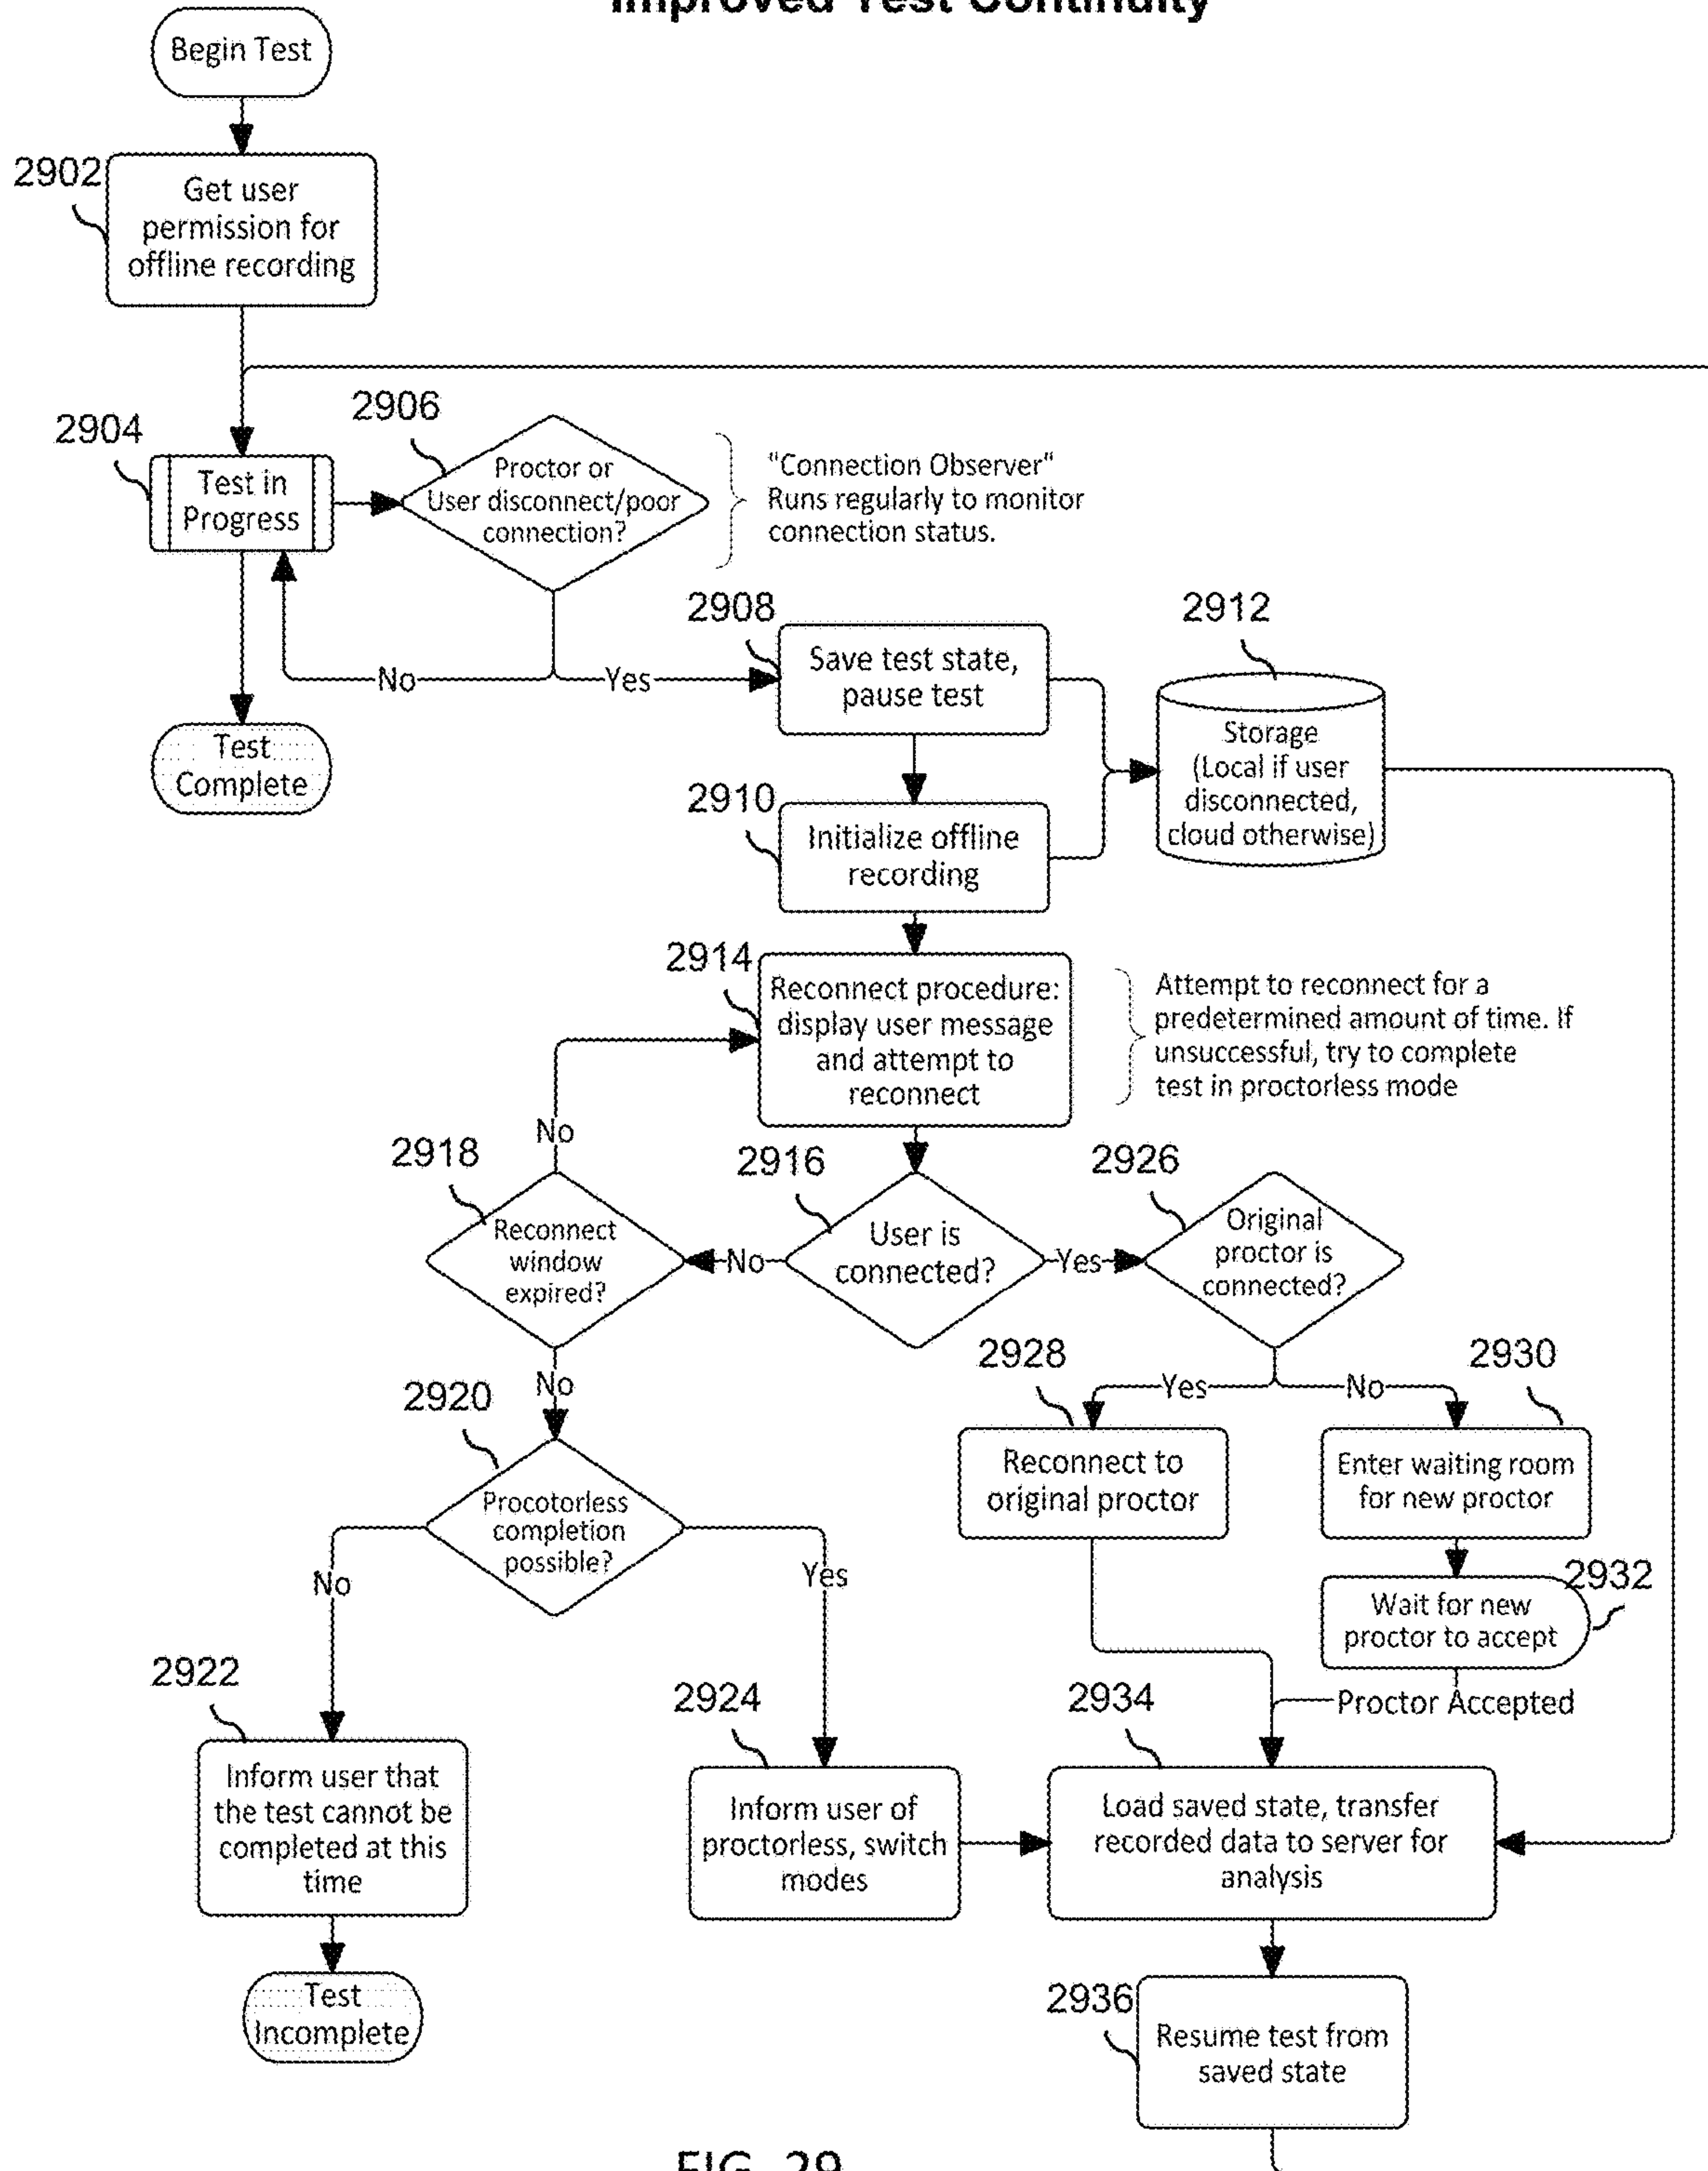 Improved Test Continuity
Begin Test
2902
Get user
permission for
offline recording
2904
Test in
Progress
2906
Proctor or
User disconnect/poor
connection?
"Connection Observer"
Runs regularly to monitor
connection status.
No
Yes
Test
Complete
2908
Save test state,
pause test
2912
Storage
(Local if user
disconnected,
cloud otherwise)
2910
Initialize offline
recording
2914
Reconnect procedure:
display user message
and attempt to
reconnect
Attempt to reconnect for a
predetermined amount of time. If
unsuccessful, try to complete
test in proctorless mode
No
2918
Reconnect
window
expired?
2916
User is
connected?
No
Yes
2926
Original
proctor is
connected?
No
2920
Procotorless
completion
possible?
2928
Yes
Reconnect to
original proctor
2930
No
Enter waiting room
for new proctor
2932
Wait for new
proctor to accept
Proctor Accepted
No
Yes
2922
Inform user that
the test cannot be
completed at this
time
Test
Incomplete
2924
Inform user of
proctorless, switch
modes
2934
Load saved state, transfer
recorded data to server for
analysis
2936
Resume test from
saved state
FIG. 29